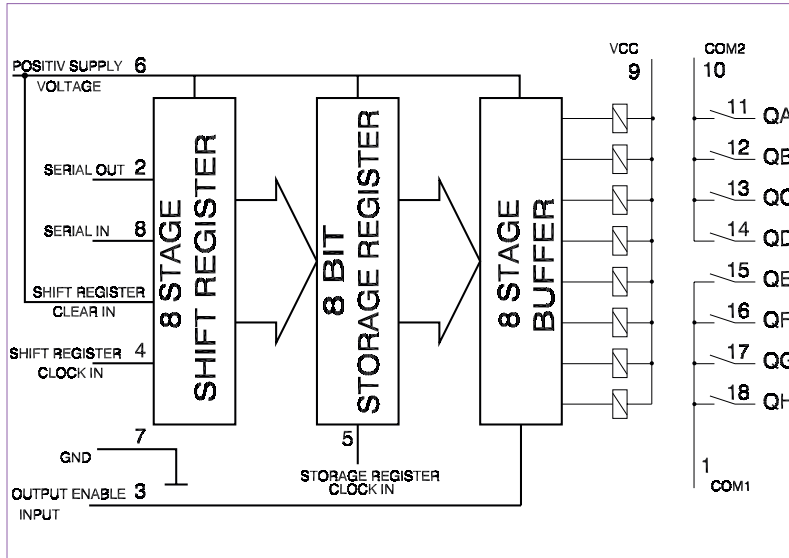 POSITIV SUPPLY 6
VOLTAGE
SERIAL OUT 2
SERIAL IN 8
SHIFT REGISTER
CLEAR IN
SHIFT REGISTER 4
CLOCK IN
7
GND
OUTPUT ENABLE 3
INPUT
8 STAGE
SHIFT REGISTER
8 BIT
STORAGE REGISTER
5
STORAGE REGISTER
CLOCK IN
8 STAGE
BUFFER
VCC
9
COM2
10
11 QA
12 QB
13 QC
14 QD
15 QE
16 QF
17 QG
18 QH
1
COM1